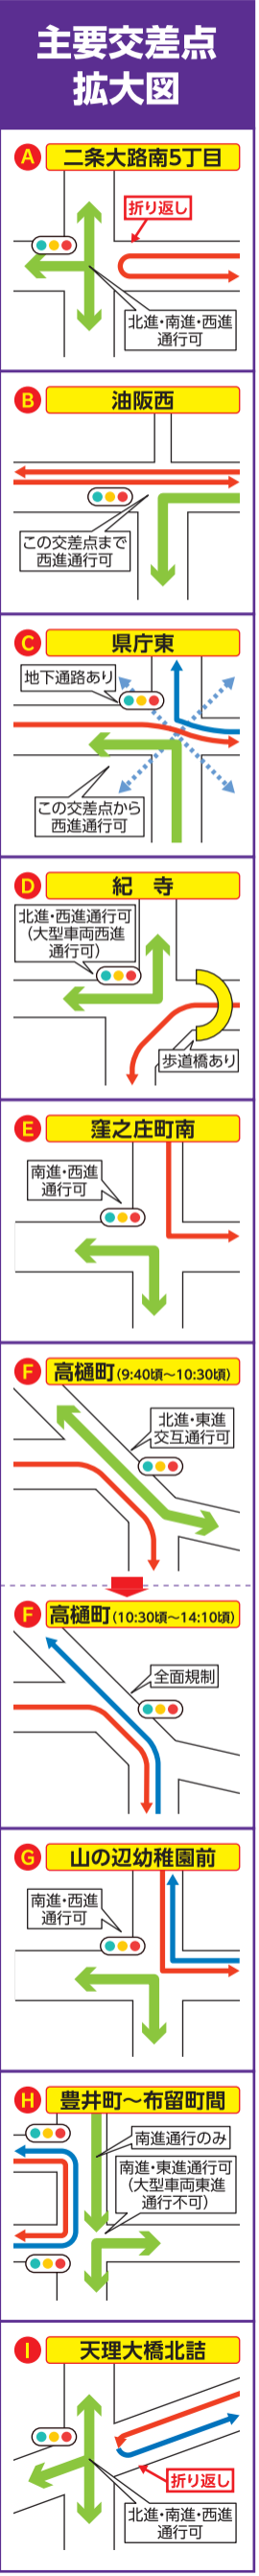 主要交差点
拡大図
A 二条大路南5丁目
折り返し
北進・南進・西進
通行可
B 油阪西
この交差点まで
西進通行可
C 県庁東
地下通路あり
この交差点から
西進通行可
D 紀 寺
北進・西進通行可
(大型車両西進
通行可)
歩道橋あり
E 窪之庄町南
南進・西進
通行可
F 高樋町(9:40頃〜10:30頃)
北進・東進
交互通行可
F 高樋町(10:30頃〜14:10頃)
全面規制
G 山の辺幼稚園前
南進・西進
通行可
H 豊井町〜布留町間
南進通行のみ
南進・東進通行可
(大型車両東進
通行不可)
I 天理大橋北詰
折り返し
北進・南進・西進
通行可